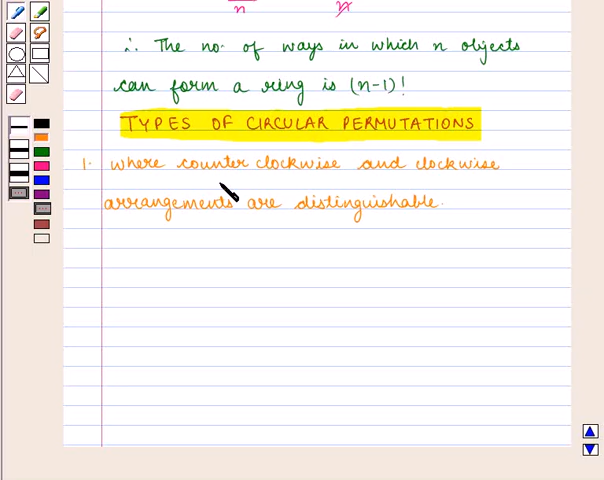 n n
∴ The no. of ways in which n objects
can form a ring is (n-1)!
TYPES OF CIRCULAR PERMUTATIONS
1. where counter clockwise and clockwise
arrangements are distinguishable.